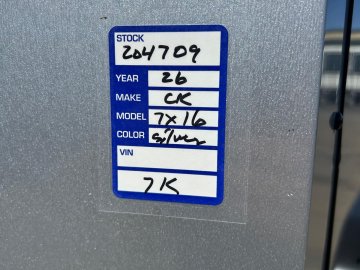 STOCK
204709
YEAR 26
MAKE CK
MODEL 7x16
COLOR Silver
VIN
7K